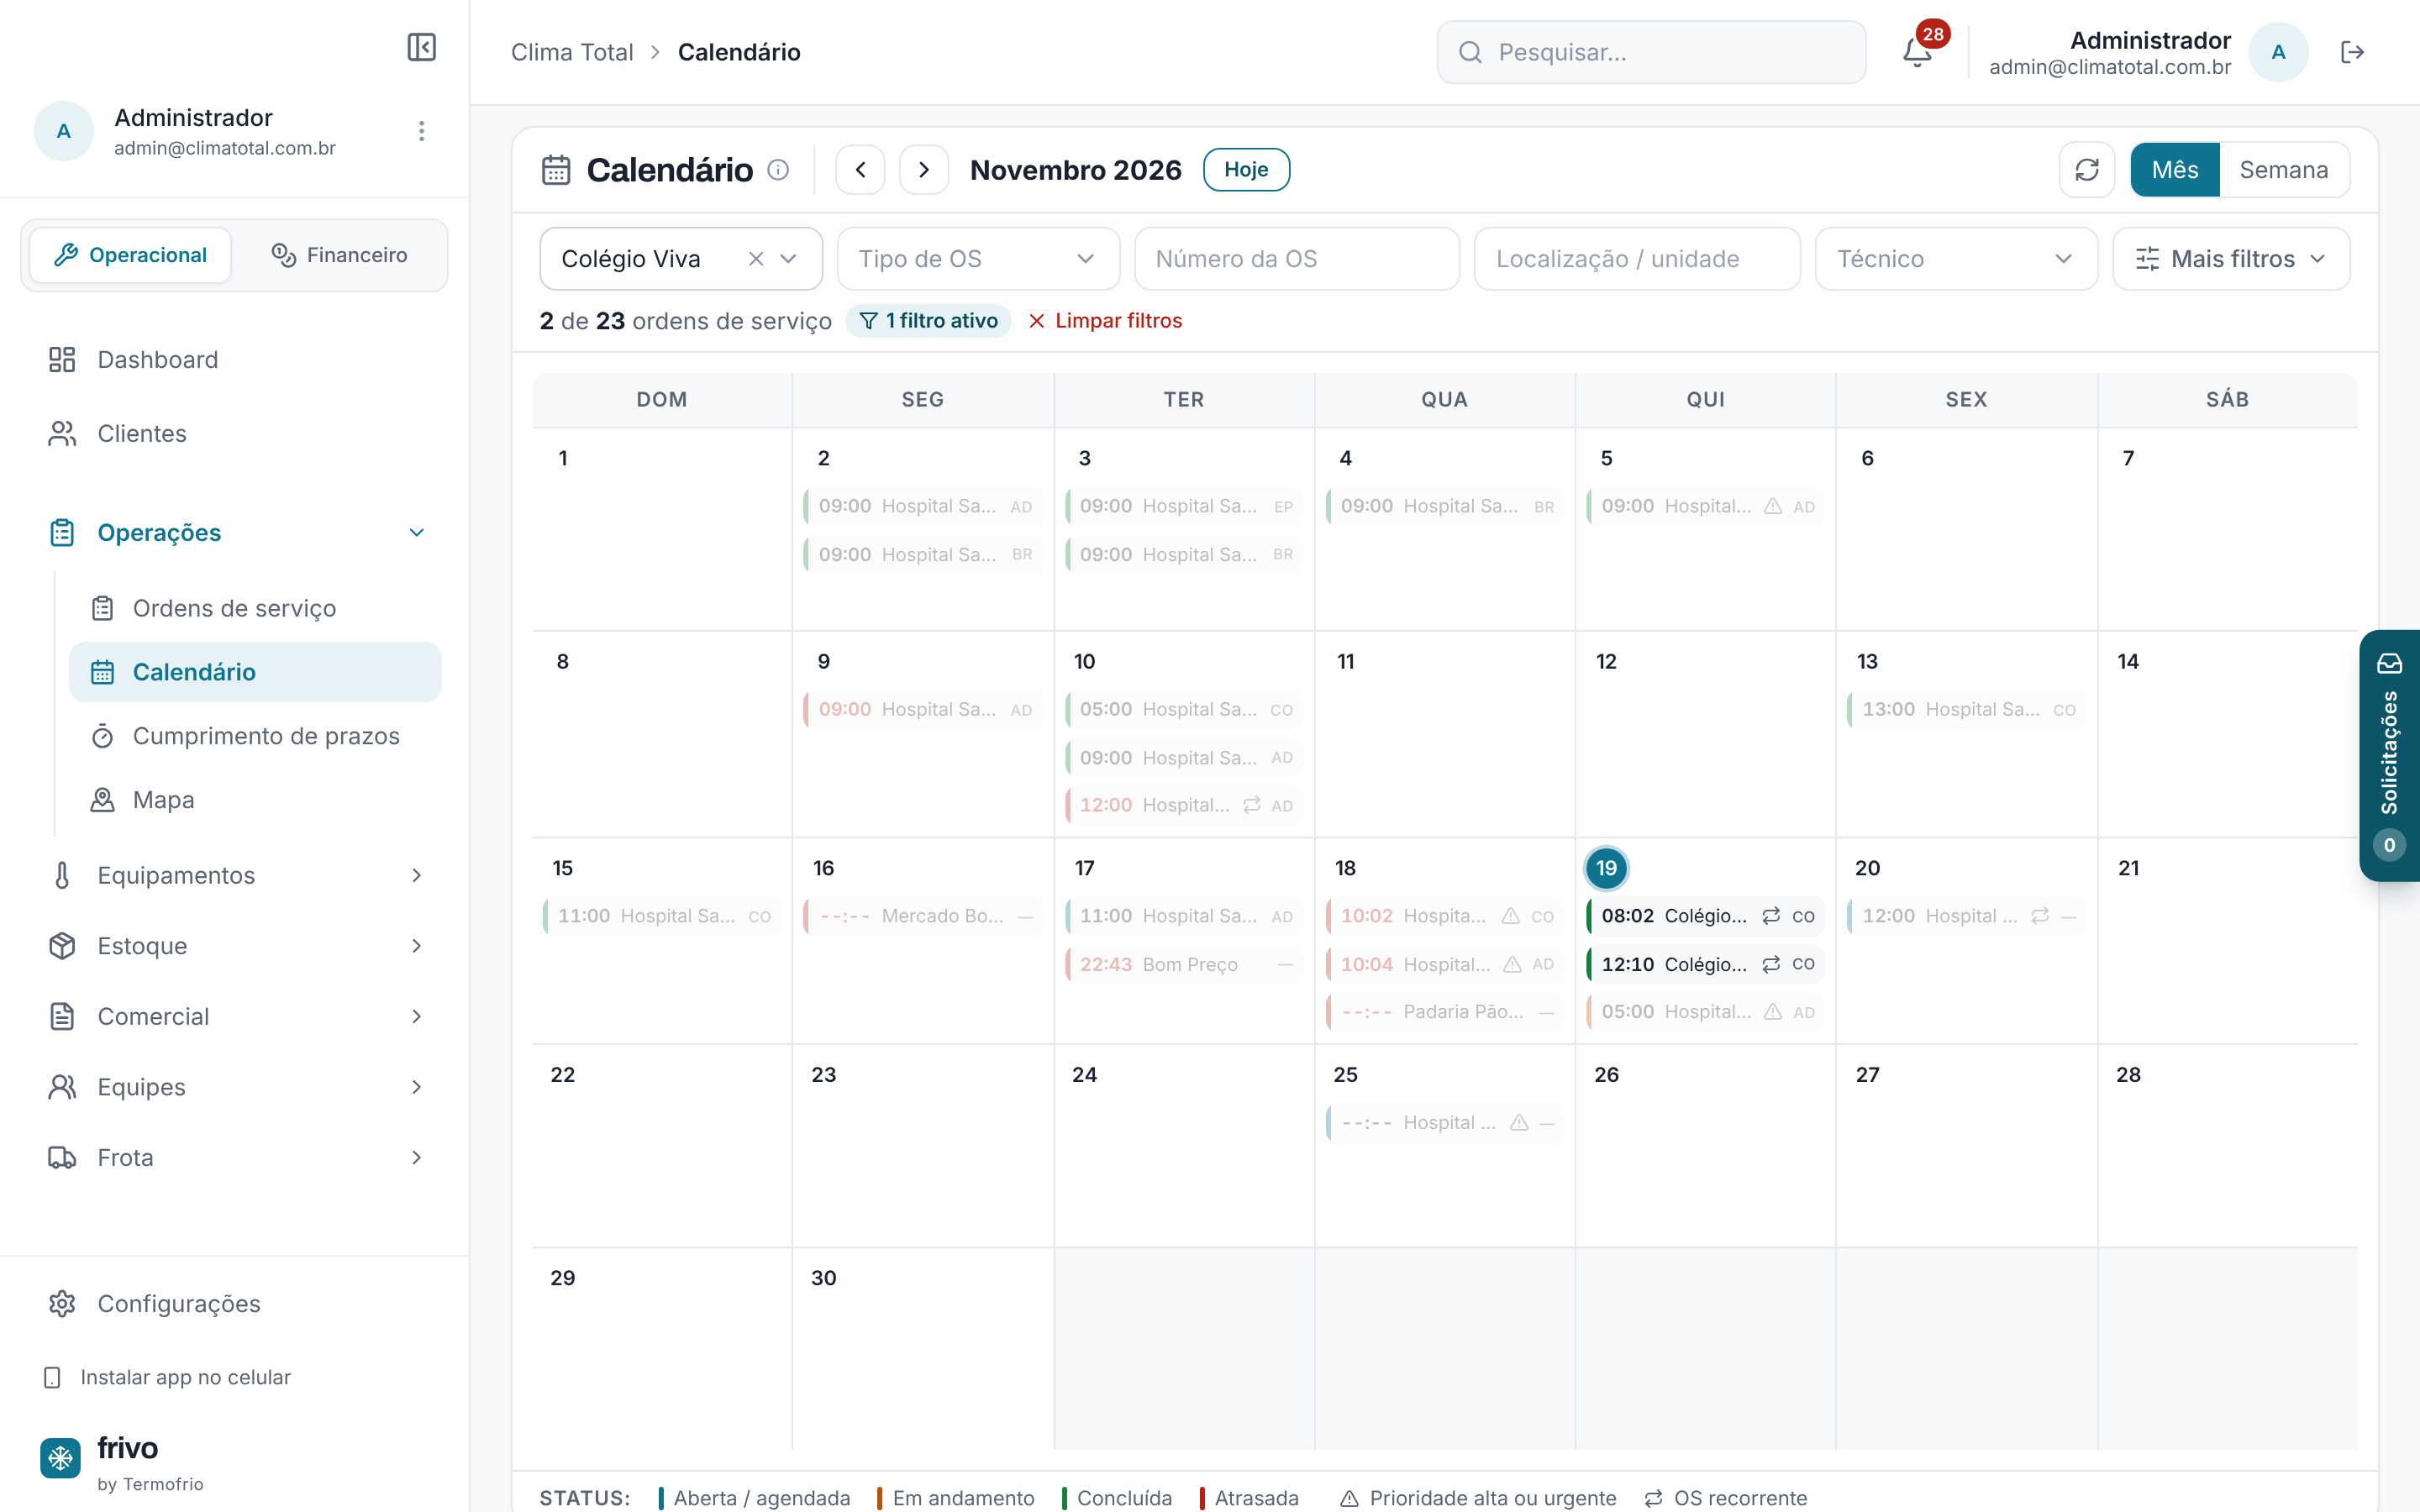 Administrador
admin@climatotal.com.br
A
Operacional
Financeiro
Dashboard
Clientes
Operações
Ordens de serviço
Calendário
Cumprimento de prazos
Mapa
Equipamentos
Estoque
Comercial
Equipes
Frota
Configurações
Instalar app no celular
frivo
by Termofrio
Clima Total > Calendário
Pesquisar...
28
Administrador
admin@climatotal.com.br
A
Calendário
Novembro 2026
Hoje
Mês
Semana
Colégio Viva
Tipo de OS
Número da OS
Localização / unidade
Técnico
Mais filtros
2 de 23 ordens de serviço
1 filtro ativo
Limpar filtros
DOM SEG TER QUA QUI SEX SÁB
1
2
09:00 Hospital Sa... AD
09:00 Hospital Sa... BR
3
09:00 Hospital Sa... EP
09:00 Hospital Sa... BR
4
09:00 Hospital Sa... BR
5
09:00 Hospital... AD
6
7
8
9
09:00 Hospital Sa... AD
10
05:00 Hospital Sa... CO
09:00 Hospital Sa... AD
12:00 Hospital... AD
11
12
13
13:00 Hospital Sa... CO
14
15
11:00 Hospital Sa... CO
16
--:-- Mercado Bo... —
17
11:00 Hospital Sa... AD
22:43 Bom Preço —
18
10:02 Hospita... CO
10:04 Hospital... AD
--:-- Padaria Pão... —
19
08:02 Colégio... CO
12:10 Colégio... CO
05:00 Hospital... AD
20
12:00 Hospital ... —
21
22
23
24
25
--:-- Hospital ... —
26
27
28
29
30
Solicitações
0
STATUS: Aberta / agendada Em andamento Concluída Atrasada Prioridade alta ou urgente OS recorrente